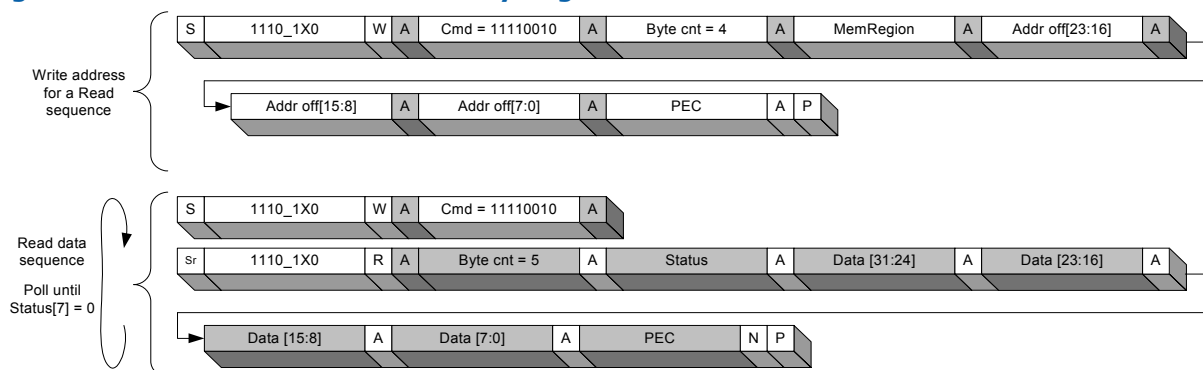 S 1110_1X0 W A Cmd = 11110010 A Byte cnt = 4 A MemRegion A Addr off[23:16] A
Write address
for a Read
sequence
Addr off[15:8] A Addr off[7:0] A PEC A P
S 1110_1X0 W A Cmd = 11110010 A
Read data
sequence
Poll until
Status[7] = 0
Sr 1110_1X0 R A Byte cnt = 5 A Status A Data [31:24] A Data [23:16] A
Data [15:8] A Data [7:0] A PEC N P